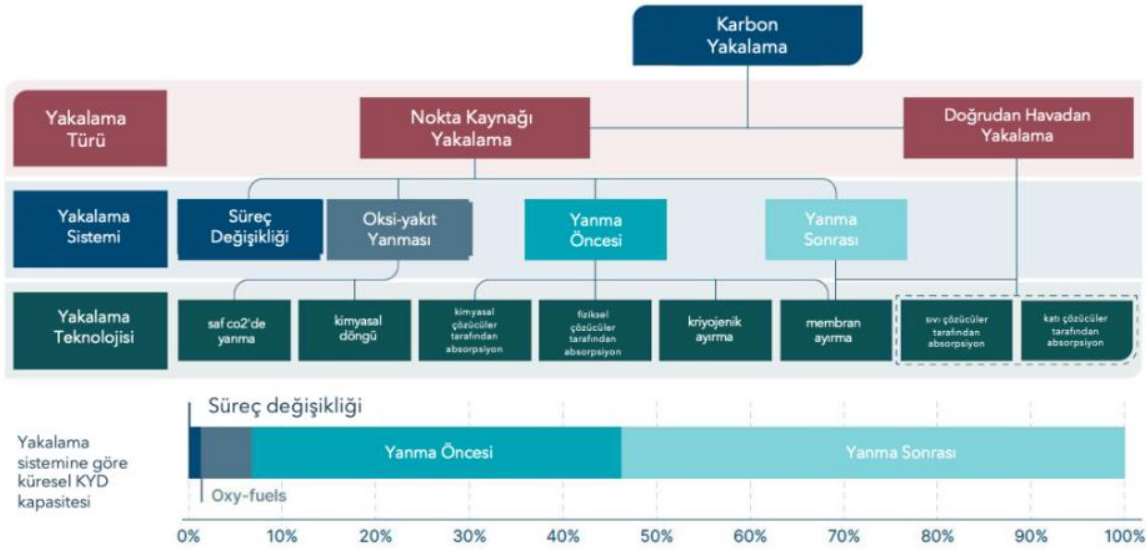 Karbon
Yakalama
Yakalama
Türü
Nokta Kaynağı
Yakalama
Doğrudan Havadan
Yakalama
Yakalama
Sistemi
Süreç
Değişikliği
Oksi-yakıt
Yanması
Yanma
Öncesi
Yanma
Sonrası
Yakalama
Teknolojisi
saf co2'de
yanma
kimyasal
döngü
kimyasal
çözücüler
tarafından
absorpsiyon
fiziksel
çözücüler
tarafından
absorpsiyon
kriyojenik
ayırma
membran
ayırma
sıvı çözücüler
tarafından
absorpsiyon
katı çözücüler
tarafından
absorpsiyon
Süreç değişikliği
Yakalama
sistemine göre
küresel KYD
kapasitesi
Yanma Öncesi
Yanma Sonrası
Oxy-fuels
0% 10% 20% 30% 40% 50% 60% 70% 80% 90% 100%